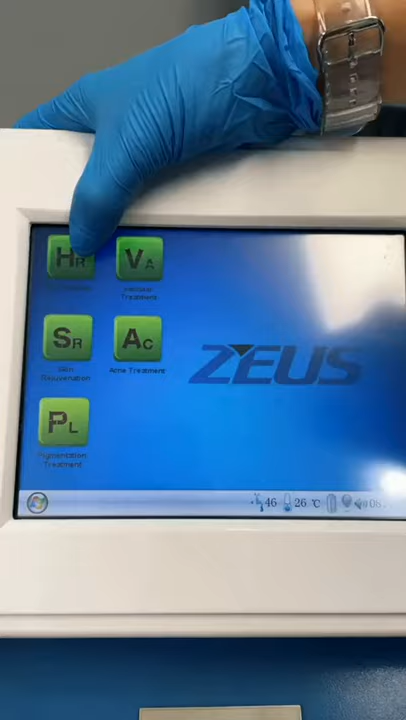 HR
VA
Vascular
Treatment
SR
AC
Skin
Rejuvenation
Acne Treatment
ZEUS
PL
Pigmentation
Treatment
46
26 ℃